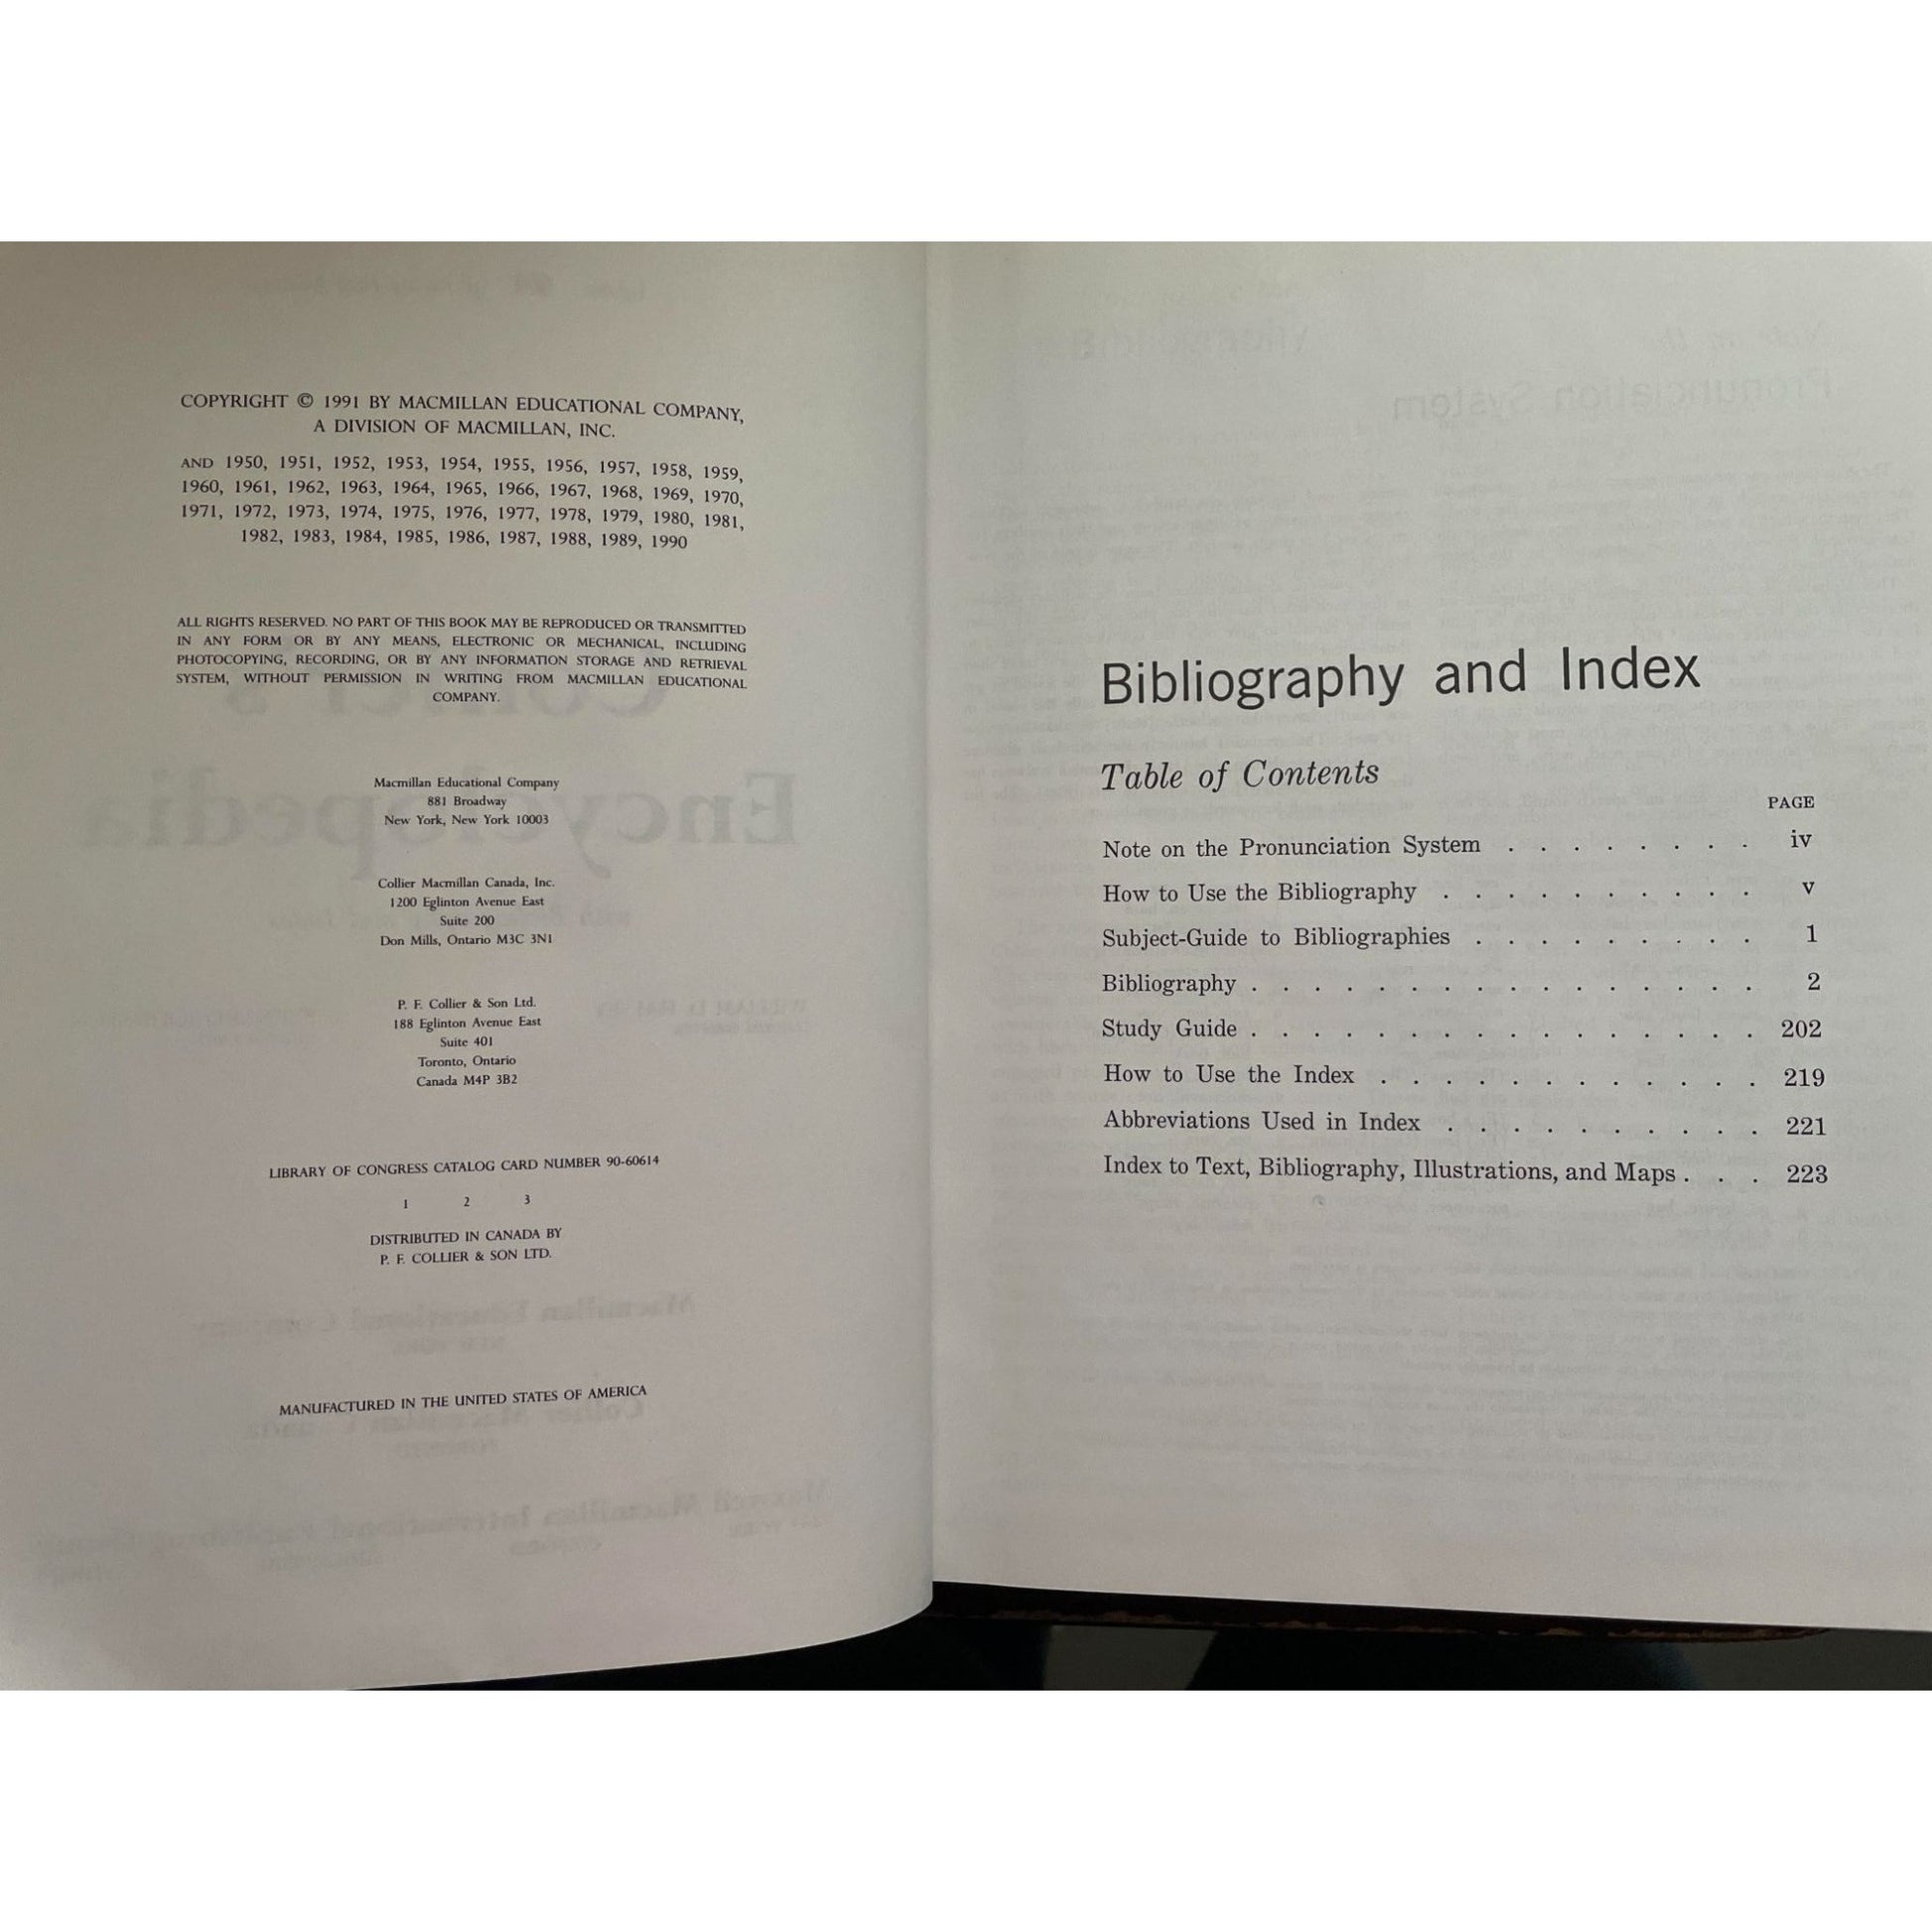 COPYRIGHT © 1991 BY MACMILLAN EDUCATIONAL COMPANY,
A DIVISION OF MACMILLAN, INC.
AND 1950, 1951, 1952, 1953, 1954, 1955, 1956, 1957, 1958, 1959,
1960, 1961, 1962, 1963, 1964, 1965, 1966, 1967, 1968, 1969, 1970,
1971, 1972, 1973, 1974, 1975, 1976, 1977, 1978, 1979, 1980, 1981,
1982, 1983, 1984, 1985, 1986, 1987, 1988, 1989, 1990
ALL RIGHTS RESERVED. NO PART OF THIS BOOK MAY BE REPRODUCED OR TRANSMITTED
IN ANY FORM OR BY ANY MEANS, ELECTRONIC OR MECHANICAL, INCLUDING
PHOTOCOPYING, RECORDING, OR BY ANY INFORMATION STORAGE AND RETRIEVAL
SYSTEM, WITHOUT PERMISSION IN WRITING FROM MACMILLAN EDUCATIONAL
COMPANY.
Macmillan Educational Company
881 Broadway
New York, New York 10003
Collier Macmillan Canada, Inc.
1200 Eglinton Avenue East
Suite 200
Don Mills, Ontario M3C 3N1
P. F. Collier & Son Ltd.
188 Eglinton Avenue East
Suite 401
Toronto, Ontario
Canada M4P 3B2
LIBRARY OF CONGRESS CATALOG CARD NUMBER 90-60614
1 2 3
DISTRIBUTED IN CANADA BY
P. F. COLLIER & SON LTD.
MANUFACTURED IN THE UNITED STATES OF AMERICA
Bibliography and Index
Table of Contents
PAGE
Note on the Pronunciation System . . . . . . . . iv
How to Use the Bibliography . . . . . . . . . . v
Subject-Guide to Bibliographies . . . . . . . . . 1
Bibliography . . . . . . . . . . . . . . . . 2
Study Guide . . . . . . . . . . . . . . . . 202
How to Use the Index . . . . . . . . . . . . 219
Abbreviations Used in Index . . . . . . . . . . 221
Index to Text, Bibliography, Illustrations, and Maps . . . 223